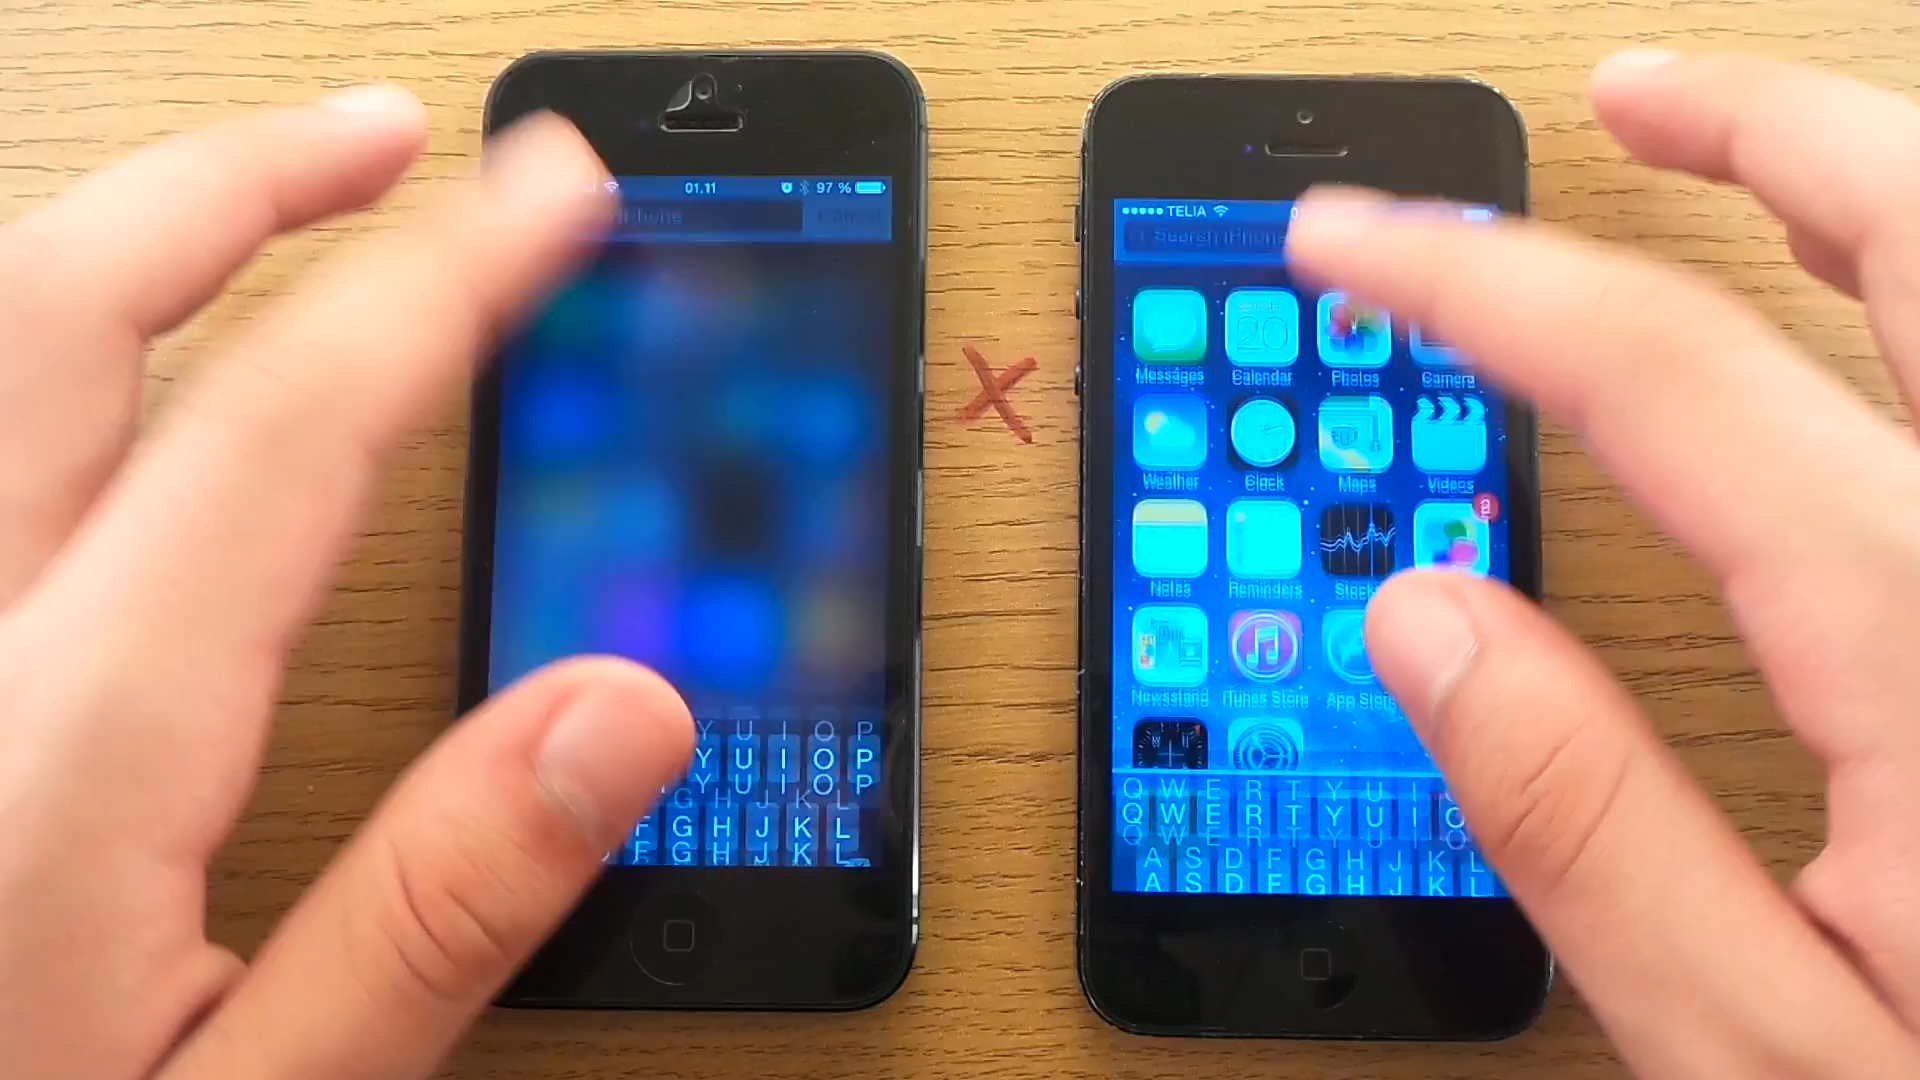 01.11 97 %
Y U I O P
Y U I O P
Y U I O P
G H J K L
F G H J K L
F G H J K L
TELIA
Search iPhone
20
Messages Calendar Photos Camera
Weather Clock Maps Videos
Notes Reminders Stocks
Newsstand iTunes Store App Store
Q W E R T Y U I
Q W E R T Y U I O
Q W E R T Y U I O
A S D F G H J K L
A S D F G H J K L
X